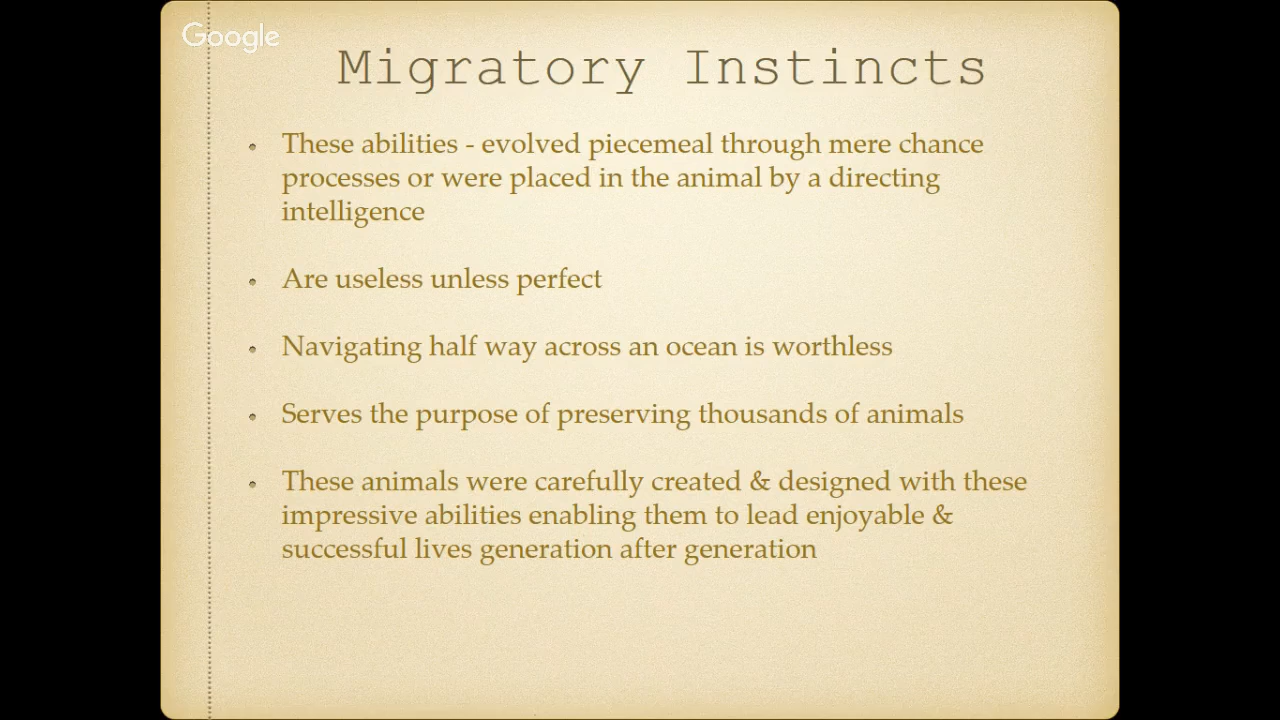 Google
Migratory Instincts
These abilities - evolved piecemeal through mere chance
processes or were placed in the animal by a directing
intelligence
Are useless unless perfect
Navigating half way across an ocean is worthless
Serves the purpose of preserving thousands of animals
These animals were carefully created & designed with these
impressive abilities enabling them to lead enjoyable &
successful lives generation after generation